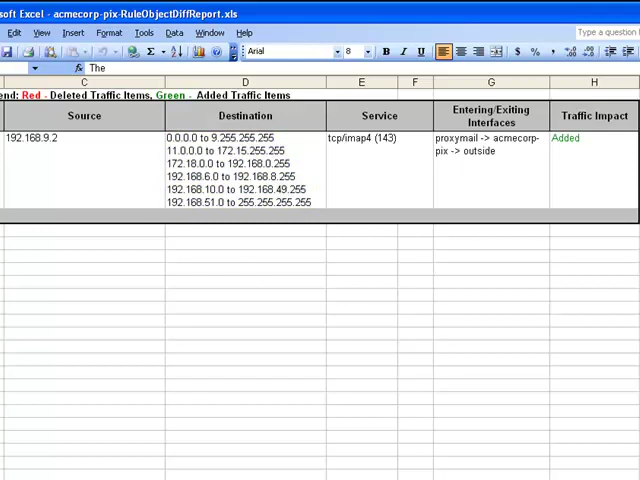 soft Excel - acmecorp-pix-RuleObjectDiffReport.xls
Edit View Insert Format Tools Data Window Help Type a question
Arial 8 B I U $ % ,
fx The
C D E F G H
end: Red - Deleted Traffic Items, Green - Added Traffic Items
Source Destination Service Entering/Exiting Interfaces Traffic Impact
192.168.9.2
0.0.0.0 to 9.255.255.255
11.0.0.0 to 172.15.255.255
172.18.0.0 to 192.168.0.255
192.168.6.0 to 192.168.8.255
192.168.10.0 to 192.168.49.255
192.168.51.0 to 255.255.255.255
tcp/imap4 (143)
proxymail -> acmecorp-
pix -> outside
Added